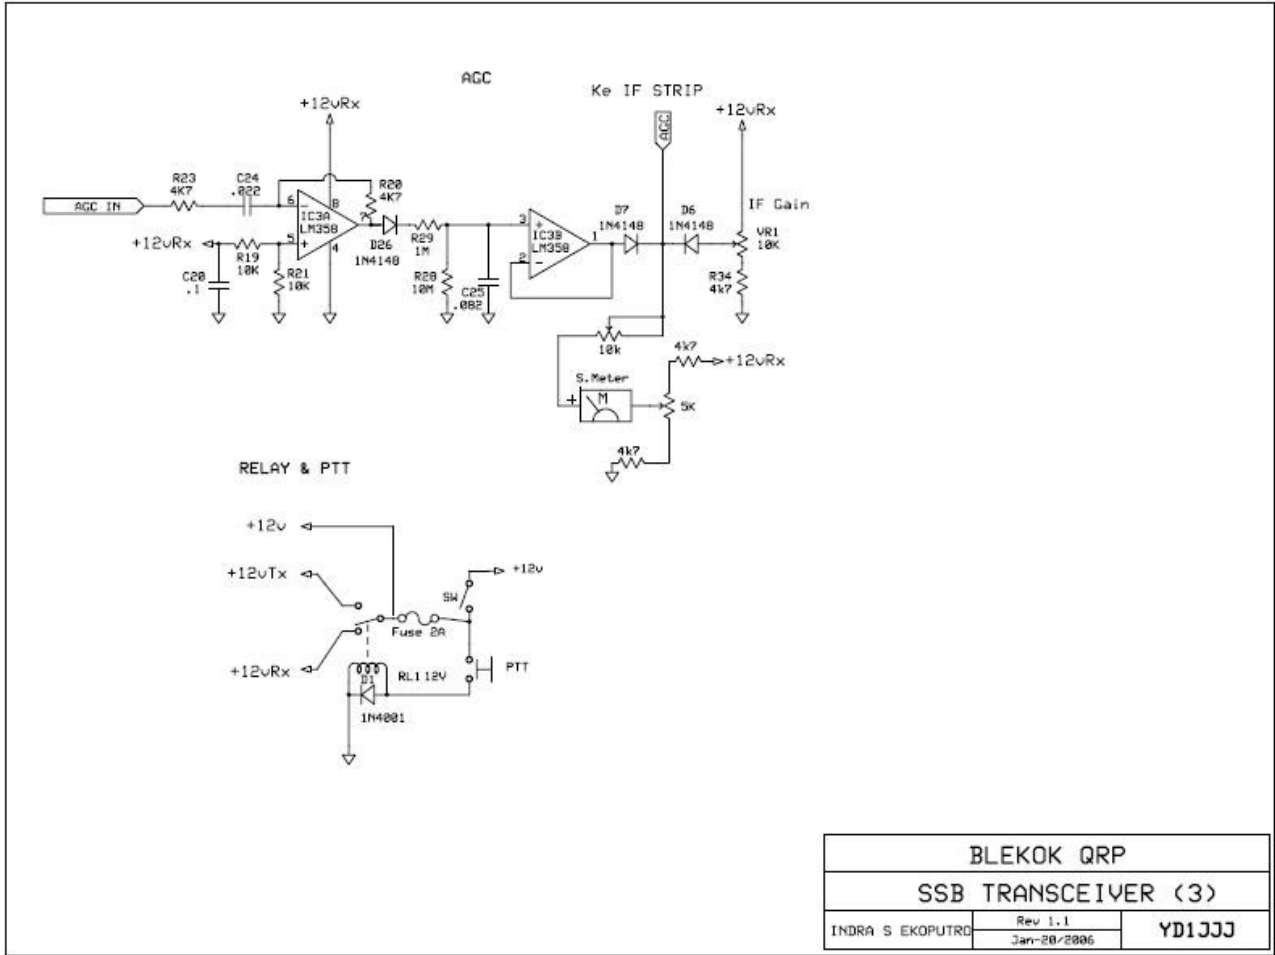 AGC
Ke IF STRIP
+12vRx
+12vRx
AGC
R23
4K7
C24
.022
R20
4K7
6
8
7
IC3A
LM358
5
4
AGC IN
+12vRx
R19
10K
C20
.1
R21
10K
D26
1N4148
R29
1M
R28
10M
C25
.082
3
1
2
IC3B
LM358
D7
1N4148
D6
1N4148
IF Gain
VR1
10K
R34
4k7
10k
4k7
+12vRx
S.Meter
+
M
5K
4k7
RELAY & PTT
+12v
+12vTx
+12v
SW
Fuse 2A
+12vRx
D1
RL1 12V
PTT
1N4001
BLEKOK QRP
SSB TRANSCEIVER (3)
INDRA S EKOPUTRO
Rev 1.1
Jan-20/2006
YD1JJJ